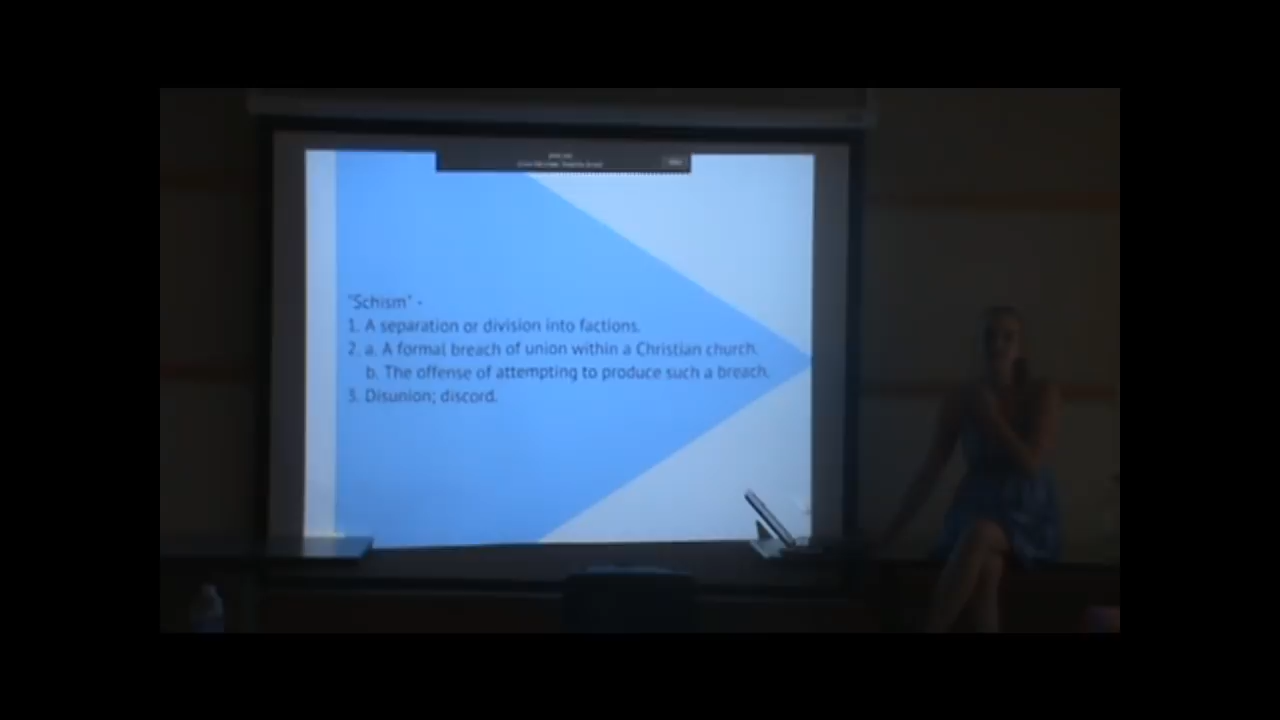 "Schism" -
1. A separation or division into factions.
2. a. A formal breach of union within a Christian church.
b. The offense of attempting to produce such a breach.
3. Disunion; discord.